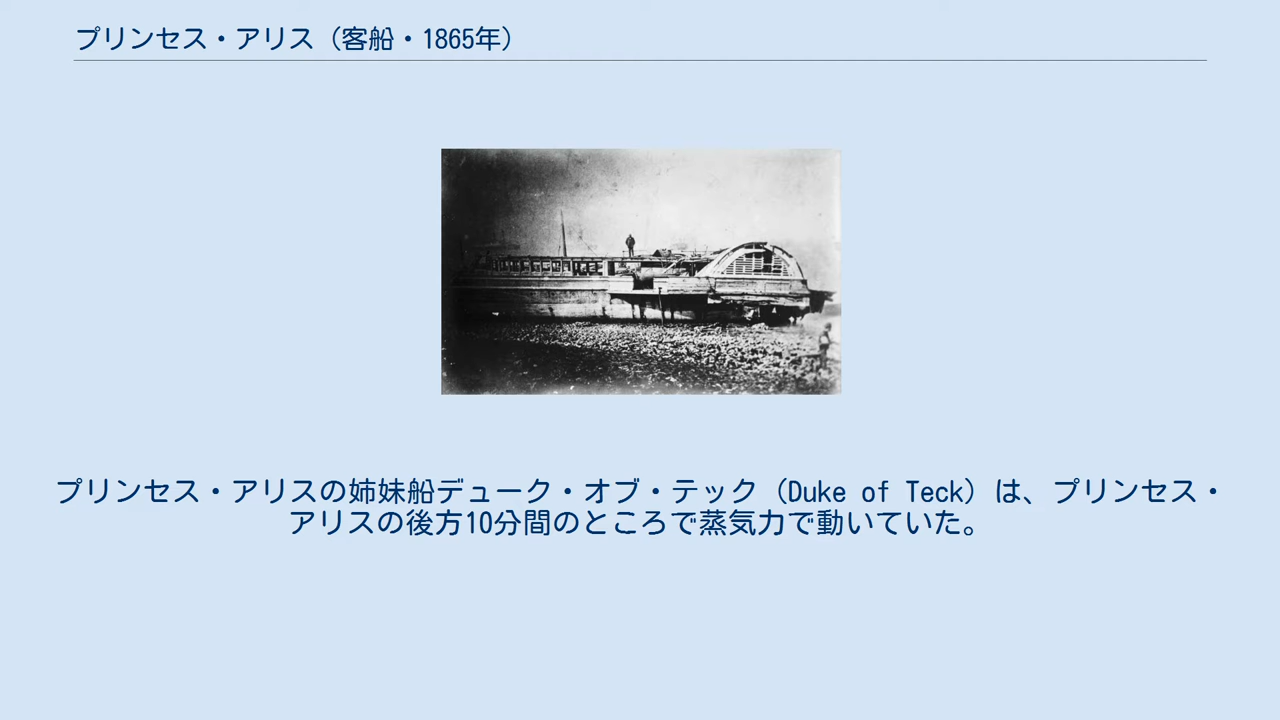 プリンセス・アリス（客船・1865年）
プリンセス・アリスの姉妹船デューク・オブ・テック（Duke of Teck）は、プリンセス・
アリスの後方10分間のところで蒸気力で動いていた。